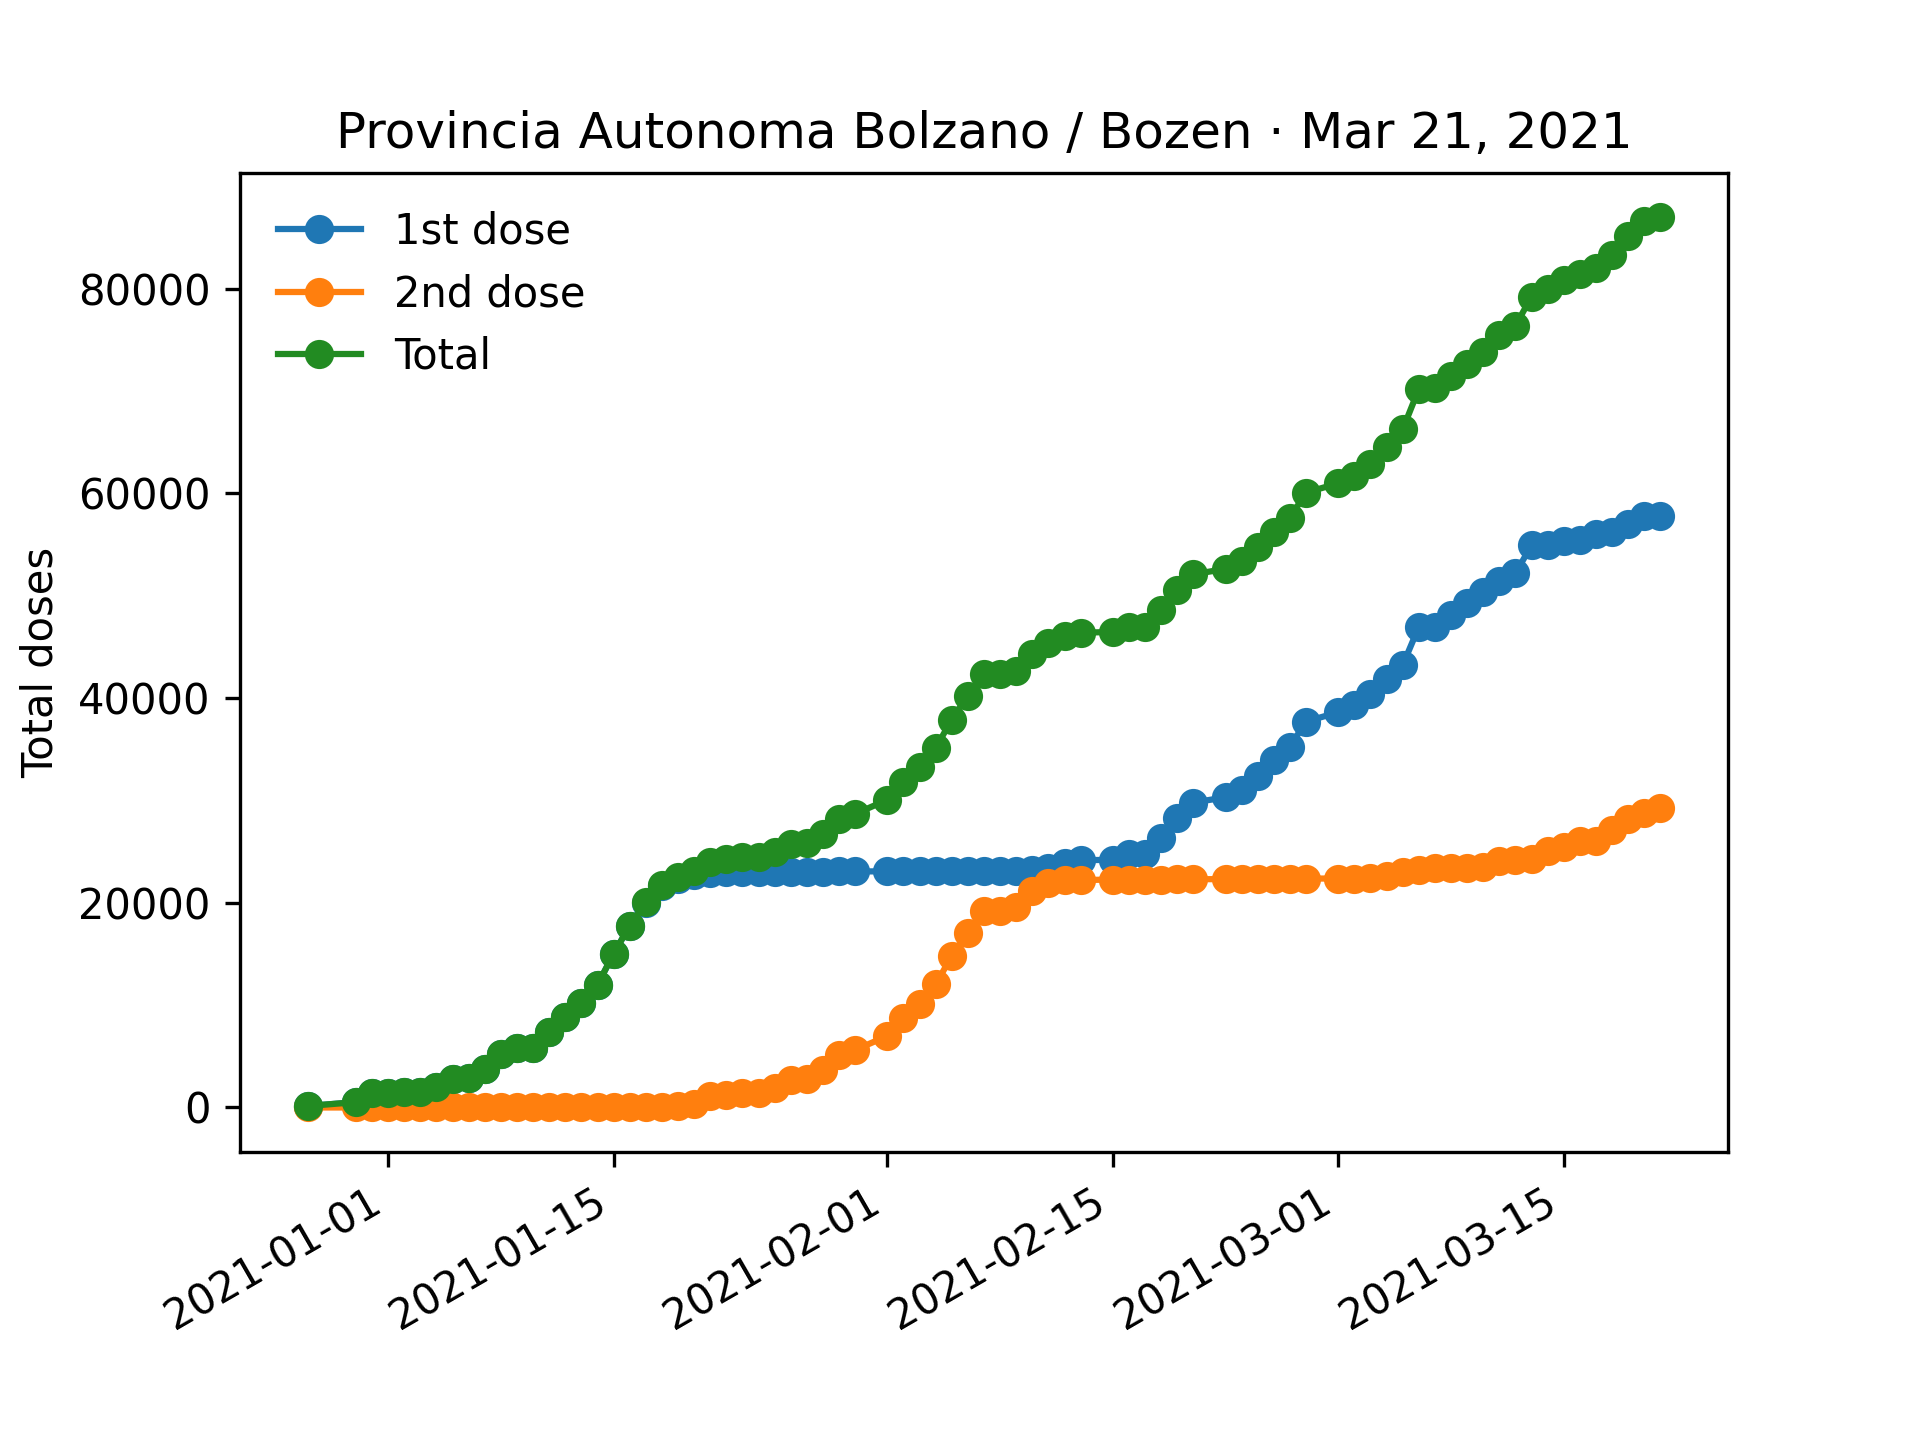 Provincia Autonoma Bolzano / Bozen · Mar 21, 2021
1st dose
2nd dose
Total
Total doses
80000
60000
40000
20000
0
2021-01-01
2021-01-15
2021-02-01
2021-02-15
2021-03-01
2021-03-15